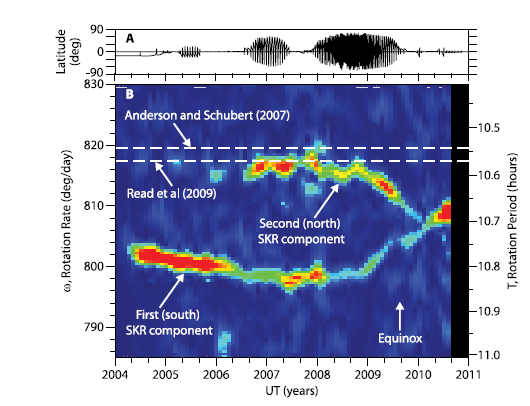 90
0
-90
Latitude
(deg)
A
830
820
810
800
790
ω, Rotation Rate (deg/day)
B
Anderson and Schubert (2007)
Read et al (2009)
Second (north)
SKR component
First (south)
SKR component
Equinox
10.5
10.6
10.7
10.8
10.9
11.0
T, Rotation Period (hours)
2004 2005 2006 2007 2008 2009 2010 2011
UT (years)